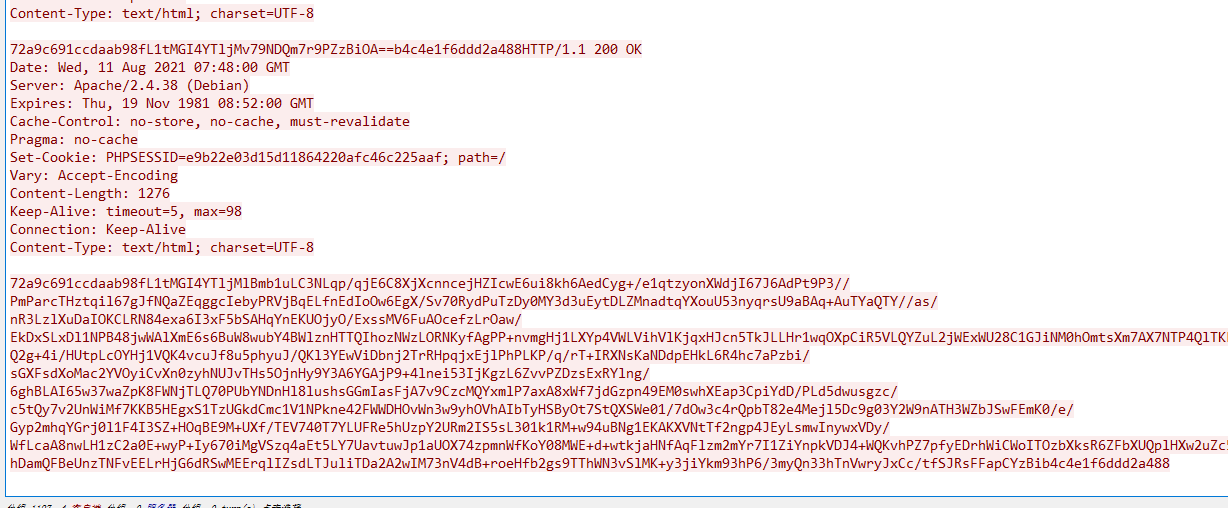 Content-Type: text/html; charset=UTF-8
72a9c691ccdaab98fL1tMGI4YTljMv79NDQm7r9PZzBiOA==b4c4e1f6ddd2a488HTTP/1.1 200 OK
Date: Wed, 11 Aug 2021 07:48:00 GMT
Server: Apache/2.4.38 (Debian)
Expires: Thu, 19 Nov 1981 08:52:00 GMT
Cache-Control: no-store, no-cache, must-revalidate
Pragma: no-cache
Set-Cookie: PHPSESSID=e9b22e03d15d11864220afc46c225aaf; path=/
Vary: Accept-Encoding
Content-Length: 1276
Keep-Alive: timeout=5, max=98
Connection: Keep-Alive
Content-Type: text/html; charset=UTF-8
72a9c691ccdaab98fL1tMGI4YTljMlBmb1uLC3NLqp/qjE6C8XjXcnncejHZIcwE6ui8kh6AedCyg+/e1qtzyonXWdjI67J6AdPt9P3//
PmParcTHztqil67gJfNQaZEqggcIebyPRVjBqELfnEdIoOw6EgX/Sv70RydPuTzDy0MY3d3uEytDLZMnadtqYXouU53nyqrsU9aBAq+AuTYaQTY//as/
nR3LzlXuDaIOKCLRN84exa6I3xF5bSAHqYnEKUOjyO/ExssMV6FuAOcefzLrOaw/
EkDxSLxDl1NPB48jwWAlXmE6s6BuW8wubY4BWlznHTTQIhozNWzLORNKyfAgPP+nvmgHj1LXYp4VWLVihVlKjqxHJcn5TkJLLHr1wqOXpCiR5VLQYZuL2jWExWU28C1GJiNM0hOmtsXm7AX7NTP4QlTK
Q2g+4i/HUtpLcOYHj1VQK4vcuJf8u5phyuJ/QKl3YEwViDbnj2TrRHpqjxEjlPhPLKP/q/rT+IRXNsKaNDdpEHkL6R4hc7aPzbi/
sGXFsdXoMac2YVOyiCvXn0zyhNUJvTHs5OjnHy9Y3A6YGAjP9+4lnei53IjKgzL6ZvvPZDzsExRYlng/
6ghBLAI65w37waZpK8FWNjTLQ70PUbYNDnHl8lushsGGmIasFjA7v9CzcMQYxmlP7axA8xWf7jdGzpn49EM0swhXEap3CpiYdD/PLd5dwusgzc/
c5tQy7v2UnWiMf7KKB5HEgxS1TzUGkdCmc1V1NPkne42FWWDHOvWn3w9yhOVhAIbTyHSByOt7StQXSWe01/7dOw3c4rQpbT82e4Mejl5Dc9g03Y2W9nATH3WZbJSwFEmK0/e/
Gyp2mhqYGrj0l1F4I3SZ+HOqBE9M+UXf/TEV740T7YLUFRe5hUzpY2URm2IS5sL301k1RM+w94uBNg1EKAKXVNtTf2ngp4JEyLsmwInywxVDy/
WfLcaA8nwLH1zC2a0E+wyP+Iy670iMgVSzq4aEt5LY7UavtuwJp1aUOX74zpmnWfKoY08MWE+d+wtkjaHNfAqFlzm2mYr7I1ZiYnpkVDJ4+WQKvhPZ7pfyEDrhWiCWoITOzbXksR6ZFbXUQplHXw2uZc
hDamQFBeUnzTNFvEELrHjG6dRSwMEErqlIZsdLTJuliTDa2A2wIM73nV4dB+roeHfb2gs9TThWN3vSlMK+y3jiYkm93hP6/3myQn33hTnVwryJxCc/tfSJRsFFapCYzBib4c4e1f6ddd2a488